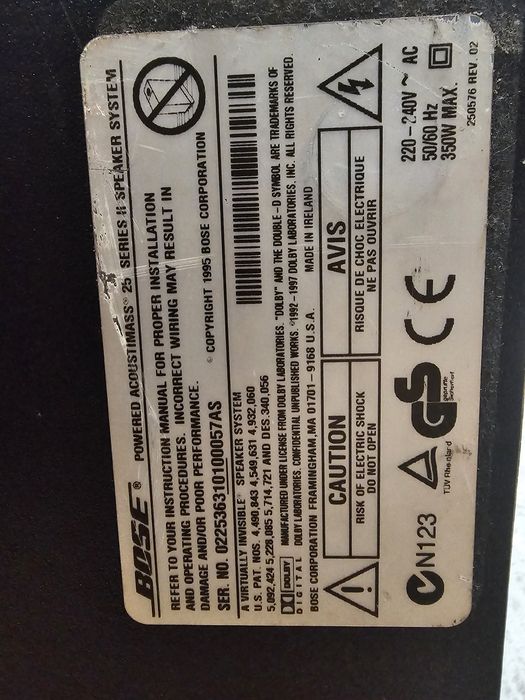 BOSE® POWERED ACOUSTIMASS® 25 SERIES II SPEAKER SYSTEM
REFER TO YOUR INSTRUCTION MANUAL FOR PROPER INSTALLATION
AND OPERATING PROCEDURES. INCORRECT WIRING MAY RESULT IN
DAMAGE AND/OR POOR PERFORMANCE. © COPYRIGHT 1995 BOSE CORPORATION
SER. NO. 022536310100057AS
A VIRTUALLY INVISIBLE® SPEAKER SYSTEM
U.S. PAT. NOS. 4,490,843 4,549,631 4,932,060
5,092,424 5,228,085 5,714,721 AND DES.340,056
DOLBY
DIGITAL
MANUFACTURED UNDER LICENSE FROM DOLBY LABORATORIES. "DOLBY" AND THE DOUBLE-D SYMBOL ARE TRADEMARKS OF
DOLBY LABORATORIES. CONFIDENTIAL UNPUBLISHED WORKS. ©1992-1997 DOLBY LABORATORIES, INC. ALL RIGHTS RESERVED.
BOSE CORPORATION FRAMINGHAM,MA 01701-9168 U.S.A. MADE IN IRELAND
CAUTION
RISK OF ELECTRIC SHOCK
DO NOT OPEN
AVIS
RISQUE DE CHOC ELECTRIQUE
NE PAS OUVRIR
N123
TÜV Rheinland
GS
geprüfte
Sicherheit
CE
220-240V ~ AC
50/60 Hz
350W MAX.
250576 REV. 02